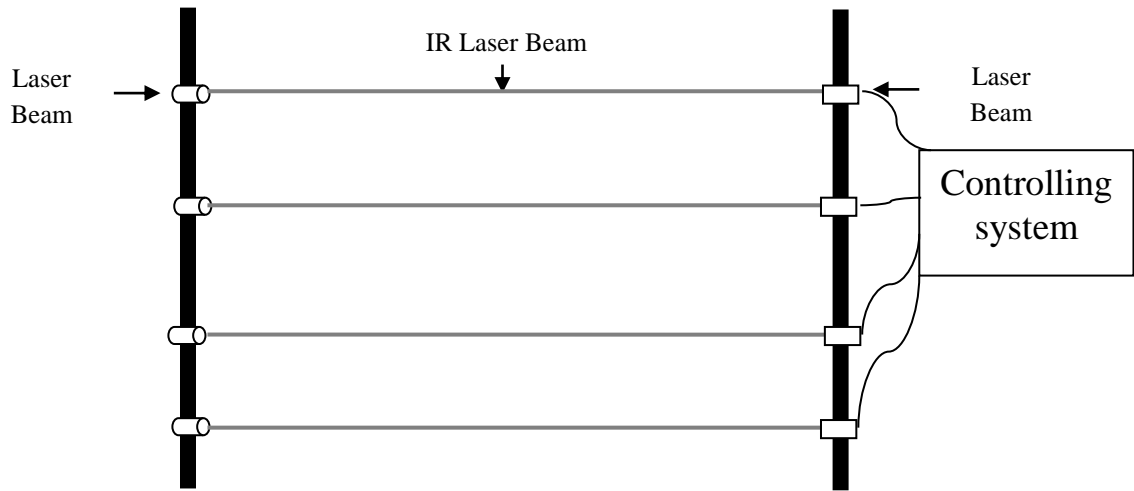 IR Laser Beam
Laser
Beam
Laser
Beam
Controlling
system